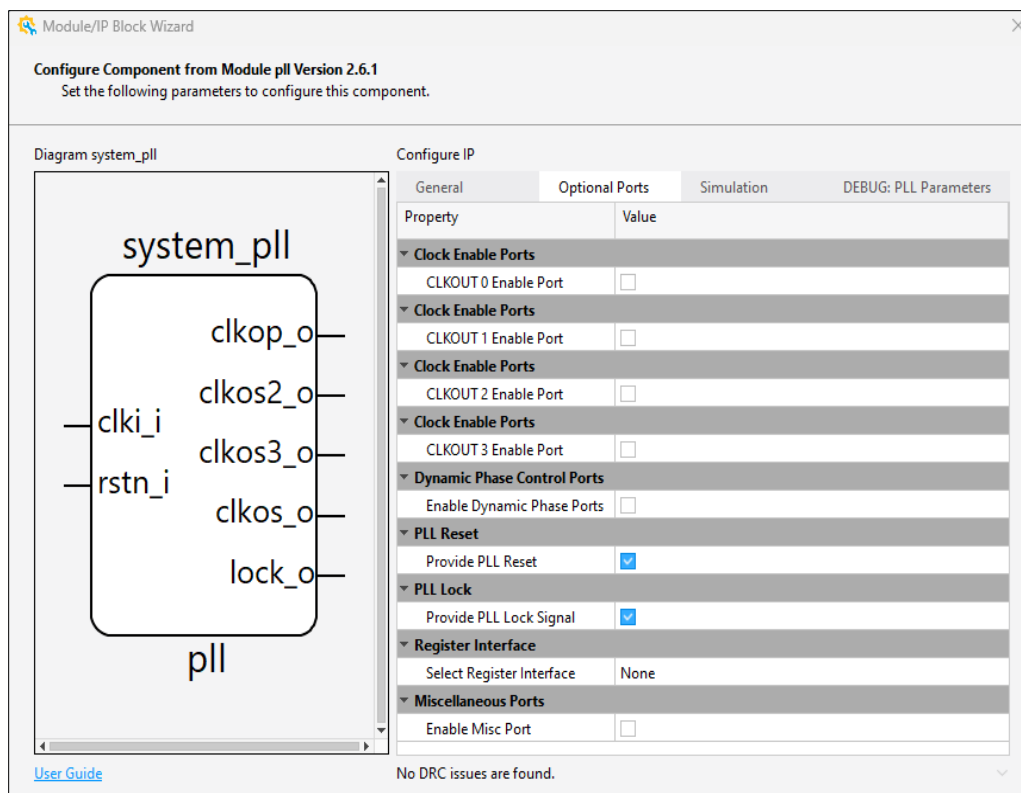 Module/IP Block Wizard
Configure Component from Module pll Version 2.6.1
Set the following parameters to configure this component.
Diagram system_pll
system_pll
clki_i
rstn_i
clkop_o
clkos2_o
clkos3_o
clkos_o
lock_o
pll
User Guide
Configure IP
General Optional Ports Simulation DEBUG: PLL Parameters
Property Value
Clock Enable Ports
CLKOUT 0 Enable Port
Clock Enable Ports
CLKOUT 1 Enable Port
Clock Enable Ports
CLKOUT 2 Enable Port
Clock Enable Ports
CLKOUT 3 Enable Port
Dynamic Phase Control Ports
Enable Dynamic Phase Ports
PLL Reset
Provide PLL Reset
PLL Lock
Provide PLL Lock Signal
Register Interface
Select Register Interface None
Miscellaneous Ports
Enable Misc Port
No DRC issues are found.